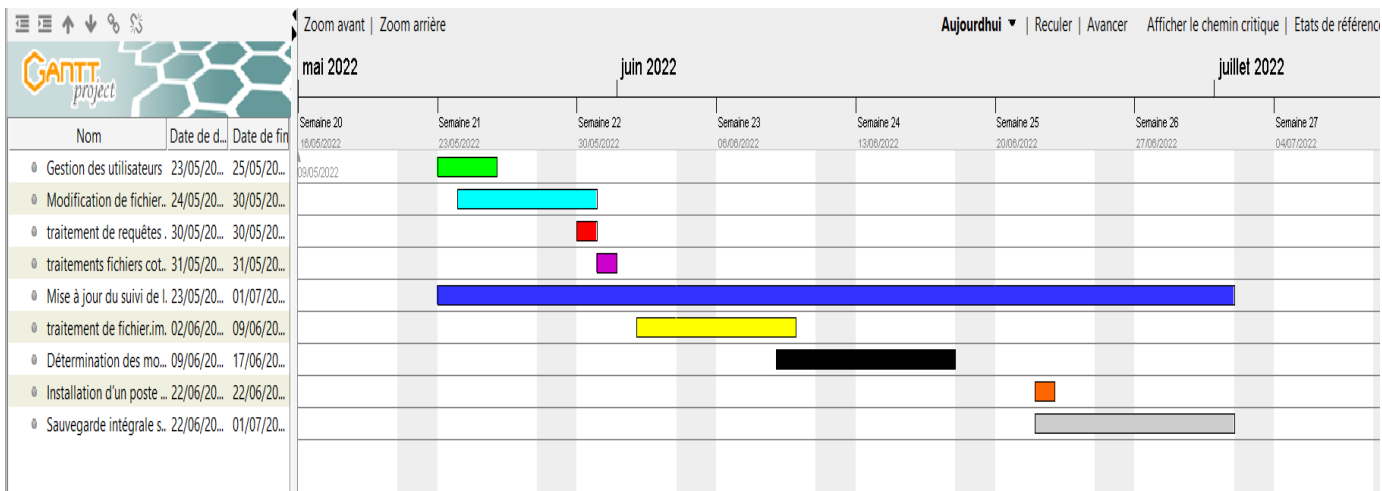 Zoom avant | Zoom arrière
Aujourdhui ▼ | Reculer | Avancer Afficher le chemin critique | Etats de référence
GANTT
project
mai 2022 juin 2022 juillet 2022
Semaine 20 Semaine 21 Semaine 22 Semaine 23 Semaine 24 Semaine 25 Semaine 26 Semaine 27
16/05/2022 23/05/2022 30/05/2022 06/06/2022 13/06/2022 20/06/2022 27/06/2022 04/07/2022
09/05/2022
Nom Date de d... Date de fin
Gestion des utilisateurs 23/05/20... 25/05/20...
Modification de fichier.. 24/05/20... 30/05/20...
traitement de requêtes . 30/05/20... 30/05/20...
traitements fichiers cot.. 31/05/20... 31/05/20...
Mise à jour du suivi de l. 23/05/20... 01/07/20...
traitement de fichier.im. 02/06/20... 09/06/20...
Détermination des mo... 09/06/20... 17/06/20...
Installation d'un poste ... 22/06/20... 22/06/20...
Sauvegarde intégrale s.. 22/06/20... 01/07/20...